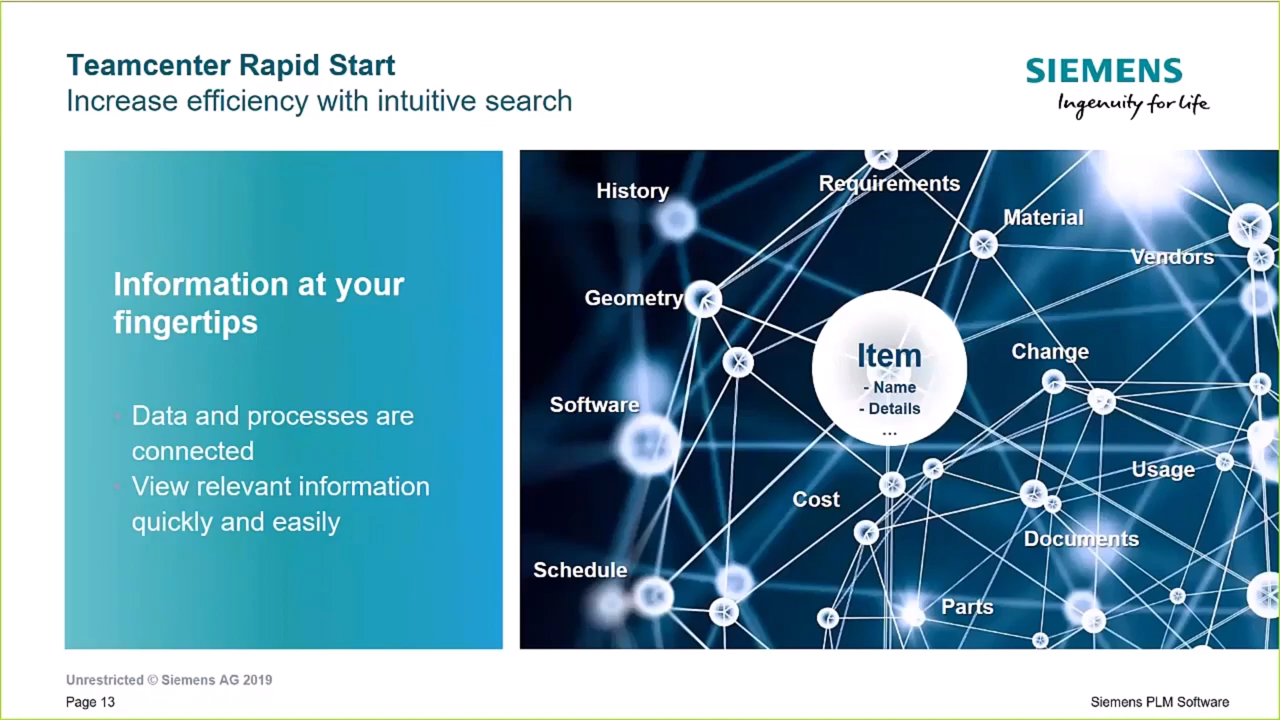 Teamcenter Rapid Start
Increase efficiency with intuitive search
SIEMENS
Ingenuity for life
Information at your
fingertips
- Data and processes are
connected
- View relevant information
quickly and easily
History
Requirements
Material
Vendors
Geometry
Item
- Name
- Details
...
Change
Software
Usage
Cost
Documents
Schedule
Parts
Unrestricted © Siemens AG 2019
Page 13
Siemens PLM Software